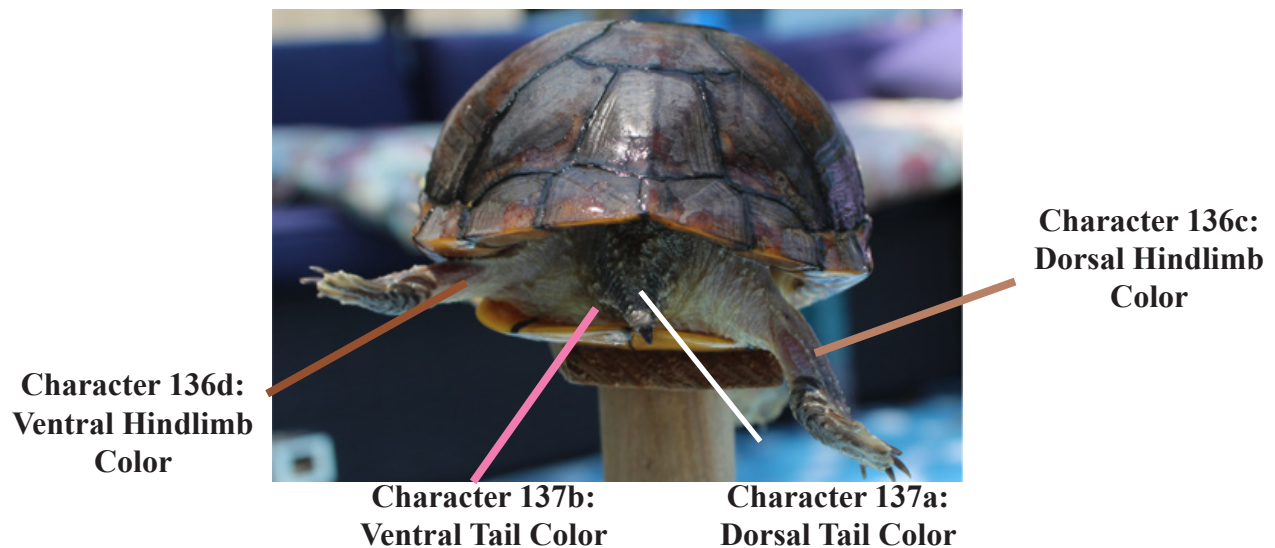 Character 136c:
Dorsal Hindlimb
Color
Character 136d:
Ventral Hindlimb
Color
Character 137b:
Ventral Tail Color
Character 137a:
Dorsal Tail Color